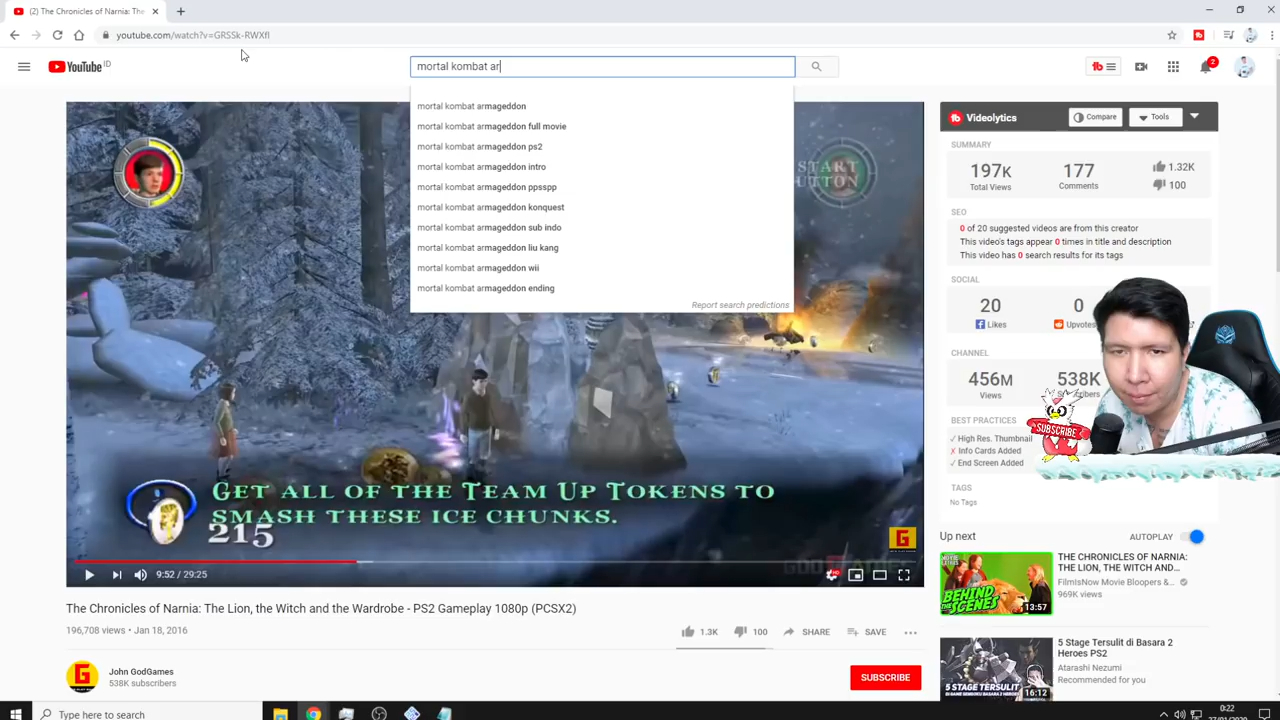 (2) The Chronicles of Narnia: The
youtube.com/watch?v=GRSSk-RWXfI
YouTube ID
mortal kombat ar
2
mortal kombat armageddon
mortal kombat armageddon full movie
mortal kombat armageddon ps2
mortal kombat armageddon intro
mortal kombat armageddon ppsspp
mortal kombat armageddon konquest
mortal kombat armageddon sub indo
mortal kombat armageddon liu kang
mortal kombat armageddon wii
mortal kombat armageddon ending
Report search predictions
START
BUTTON
GET ALL OF THE TEAM UP TOKENS TO
SMASH THESE ICE CHUNKS.
215
9:52 / 29:25
HD
G
The Chronicles of Narnia: The Lion, the Witch and the Wardrobe - PS2 Gameplay 1080p (PCSX2)
196,708 views • Jan 18, 2016
1.3K
100
SHARE
SAVE
G
John GodGames
538K subscribers
SUBSCRIBE
Videolytics
Compare
Tools
SUMMARY
197K
Total Views
177
Comments
1.32K
100
SEO
0 of 20 suggested videos are from this creator
This video's tags appear 0 times in title and description
This video has 0 search results for its tags
SOCIAL
20
Likes
0
Upvotes
CHANNEL
456M
Views
538K
SUBSCRIBE
BEST PRACTICES
✓ High Res. Thumbnail
✗ Info Cards Added
✓ End Screen Added
TAGS
No Tags
Up next
AUTOPLAY
BEHIND
THE
SCENES
13:57
THE CHRONICLES OF NARNIA:
THE LION, THE WITCH AND...
FilmIsNow Movie Bloopers &...
969K views
5 STAGE TERSULIT
16:12
5 Stage Tersulit di Basara 2
Heroes PS2
Atarashi Nezumi
Recommended for you
Type here to search
0:22